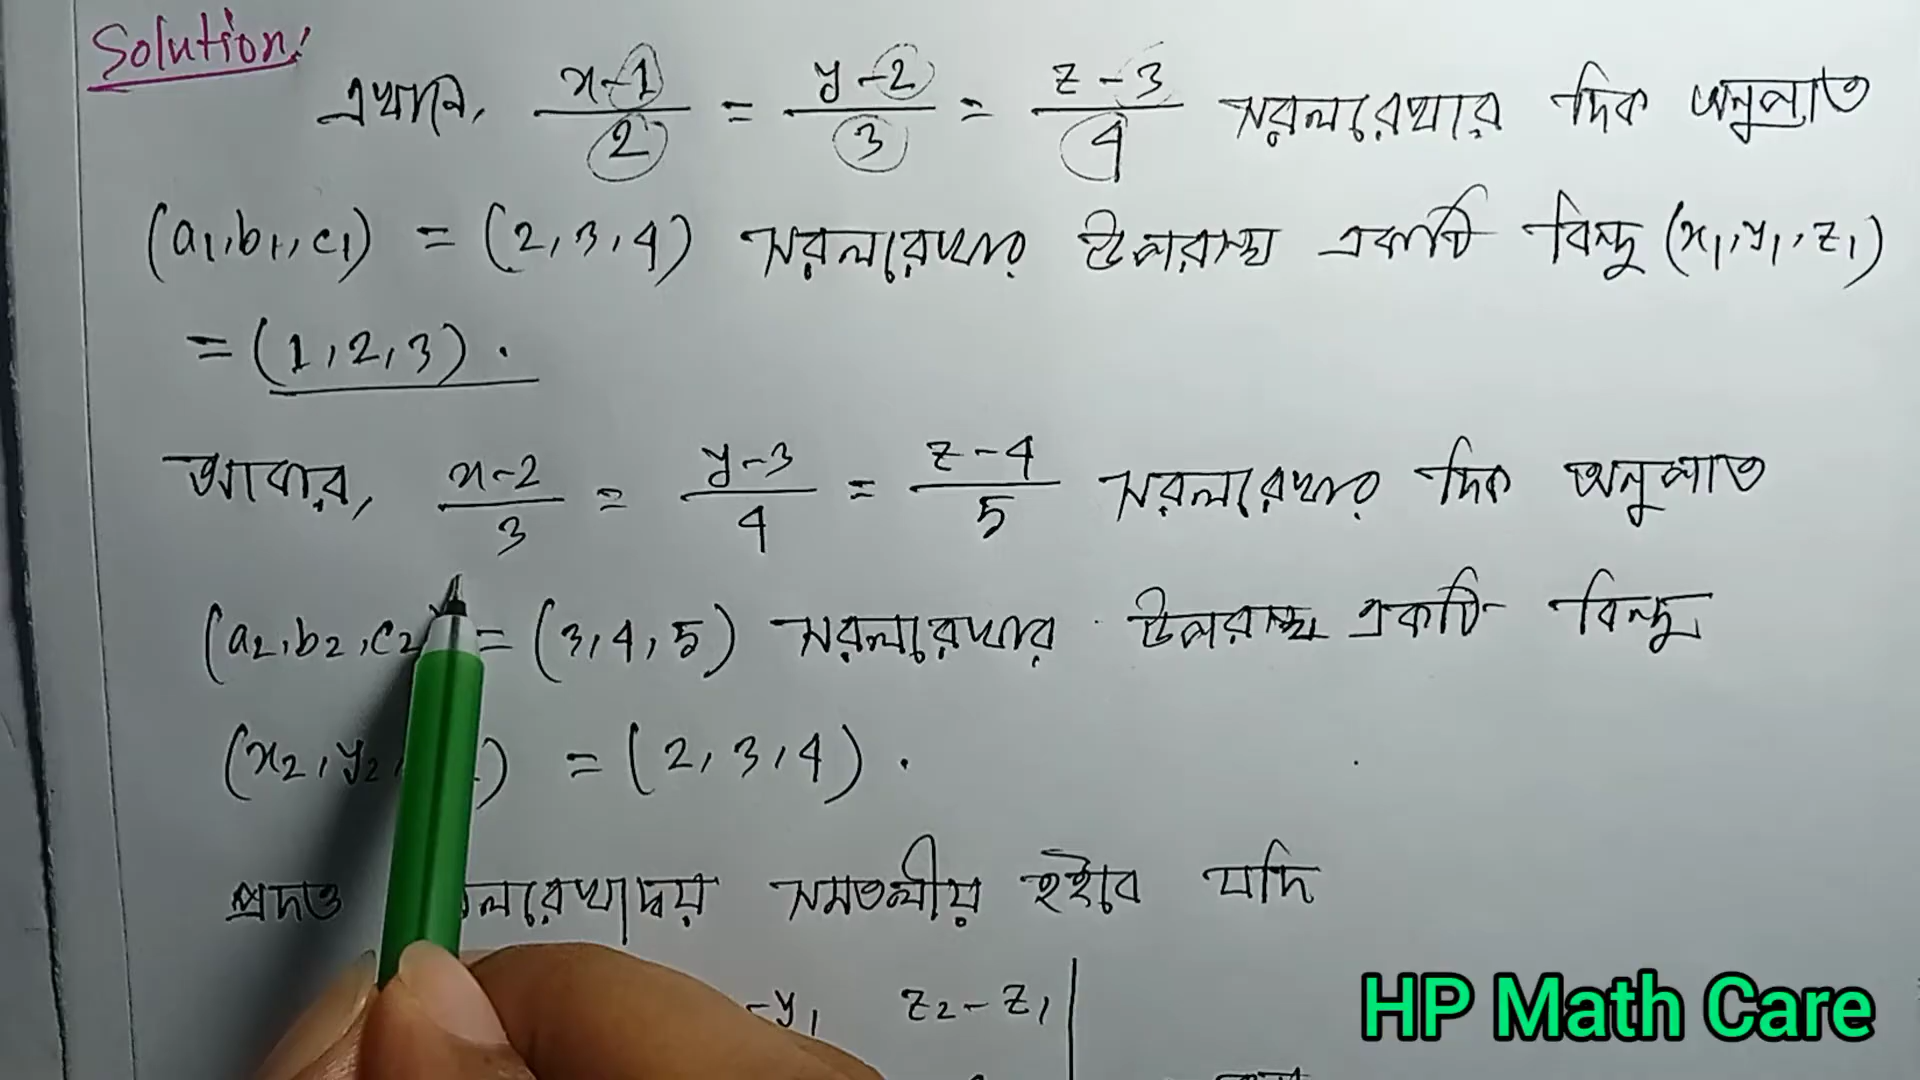 Solution:
এখানে, (x-1)/2 = (y-2)/3 = (z-3)/4 সরলরেখার দিক অনুপাত
(a₁, b₁, c₁) = (2, 3, 4) সরলরেখার উপরস্থ একটি বিন্দু (x₁, y₁, z₁)
= (1, 2, 3).
আবার, (x-2)/3 = (y-3)/4 = (z-4)/5 সরলরেখার দিক অনুপাত
(a₂, b₂, c₂ = (3, 4, 5) সরলরেখার উপরস্থ একটি বিন্দু
(x₂, y₂, ) = (2, 3, 4).
প্রদত্ত লরেখাদ্বয় সমতলীয় হইবে যদি
-y₁ z₂-z₁ |
HP Math Care